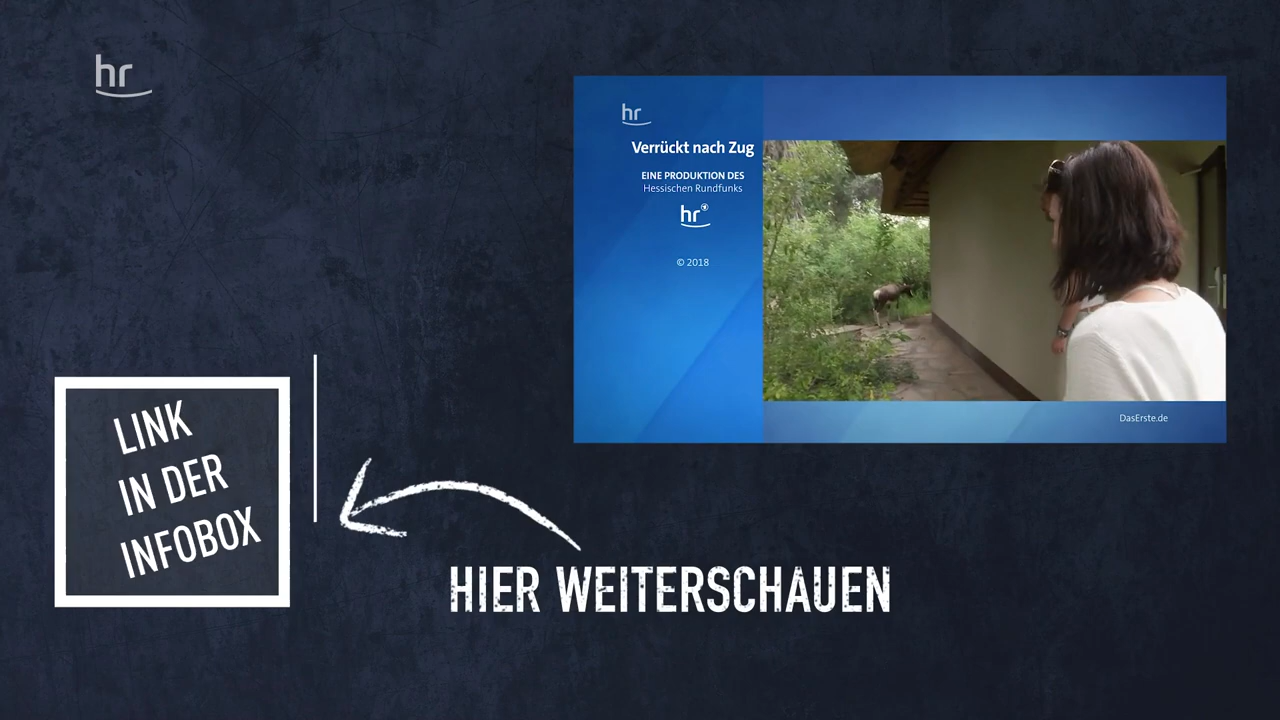 hr
hr
Verrückt nach Zug
EINE PRODUKTION DES
Hessischen Rundfunks
hr
© 2018
DasErste.de
LINK
IN DER
INFOBOX
HIER WEITERSCHAUEN